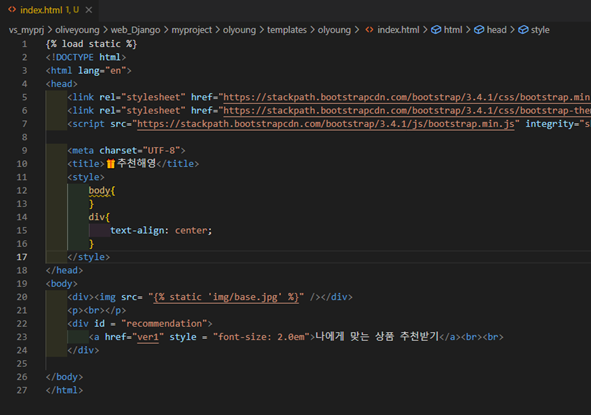 index.html 1, U
vs_myprj > oliveyoung > web_Django > myproject > olyoung > templates > olyoung > index.html > html > head > style
1 {% load static %}
2 <!DOCTYPE html>
3 <html lang="en">
4 <head>
5 <link rel="stylesheet" href="https://stackpath.bootstrapcdn.com/bootstrap/3.4.1/css/bootstrap.min
6 <link rel="stylesheet" href="https://stackpath.bootstrapcdn.com/bootstrap/3.4.1/css/bootstrap-the
7 <script src="https://stackpath.bootstrapcdn.com/bootstrap/3.4.1/js/bootstrap.min.js" integrity="s
8
9 <meta charset="UTF-8">
10 <title>🎁추천해영</title>
11 <style>
12 body{
13 }
14 div{
15 text-align: center;
16 }
17 </style>
18 </head>
19 <body>
20 <div><img src= "{% static 'img/base.jpg' %}" /></div>
21 <p><br></p>
22 <div id = "recommendation">
23 <a href="ver1" style = "font-size: 2.0em">나에게 맞는 상품 추천받기</a><br><br>
24 </div>
25
26 </body>
27 </html>